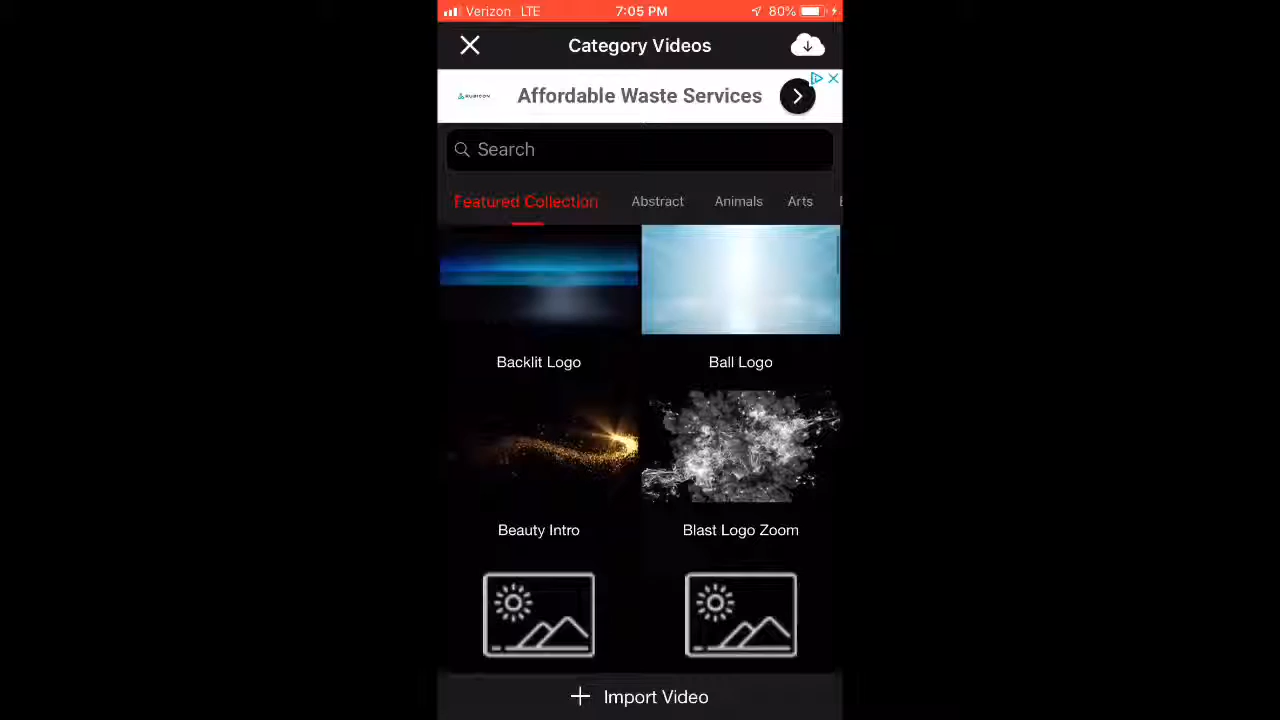 Verizon LTE 7:05 PM 80%
Category Videos
RUBICON
Affordable Waste Services
Search
Featured Collection Abstract Animals Arts
Backlit Logo Ball Logo
Beauty Intro Blast Logo Zoom
Import Video